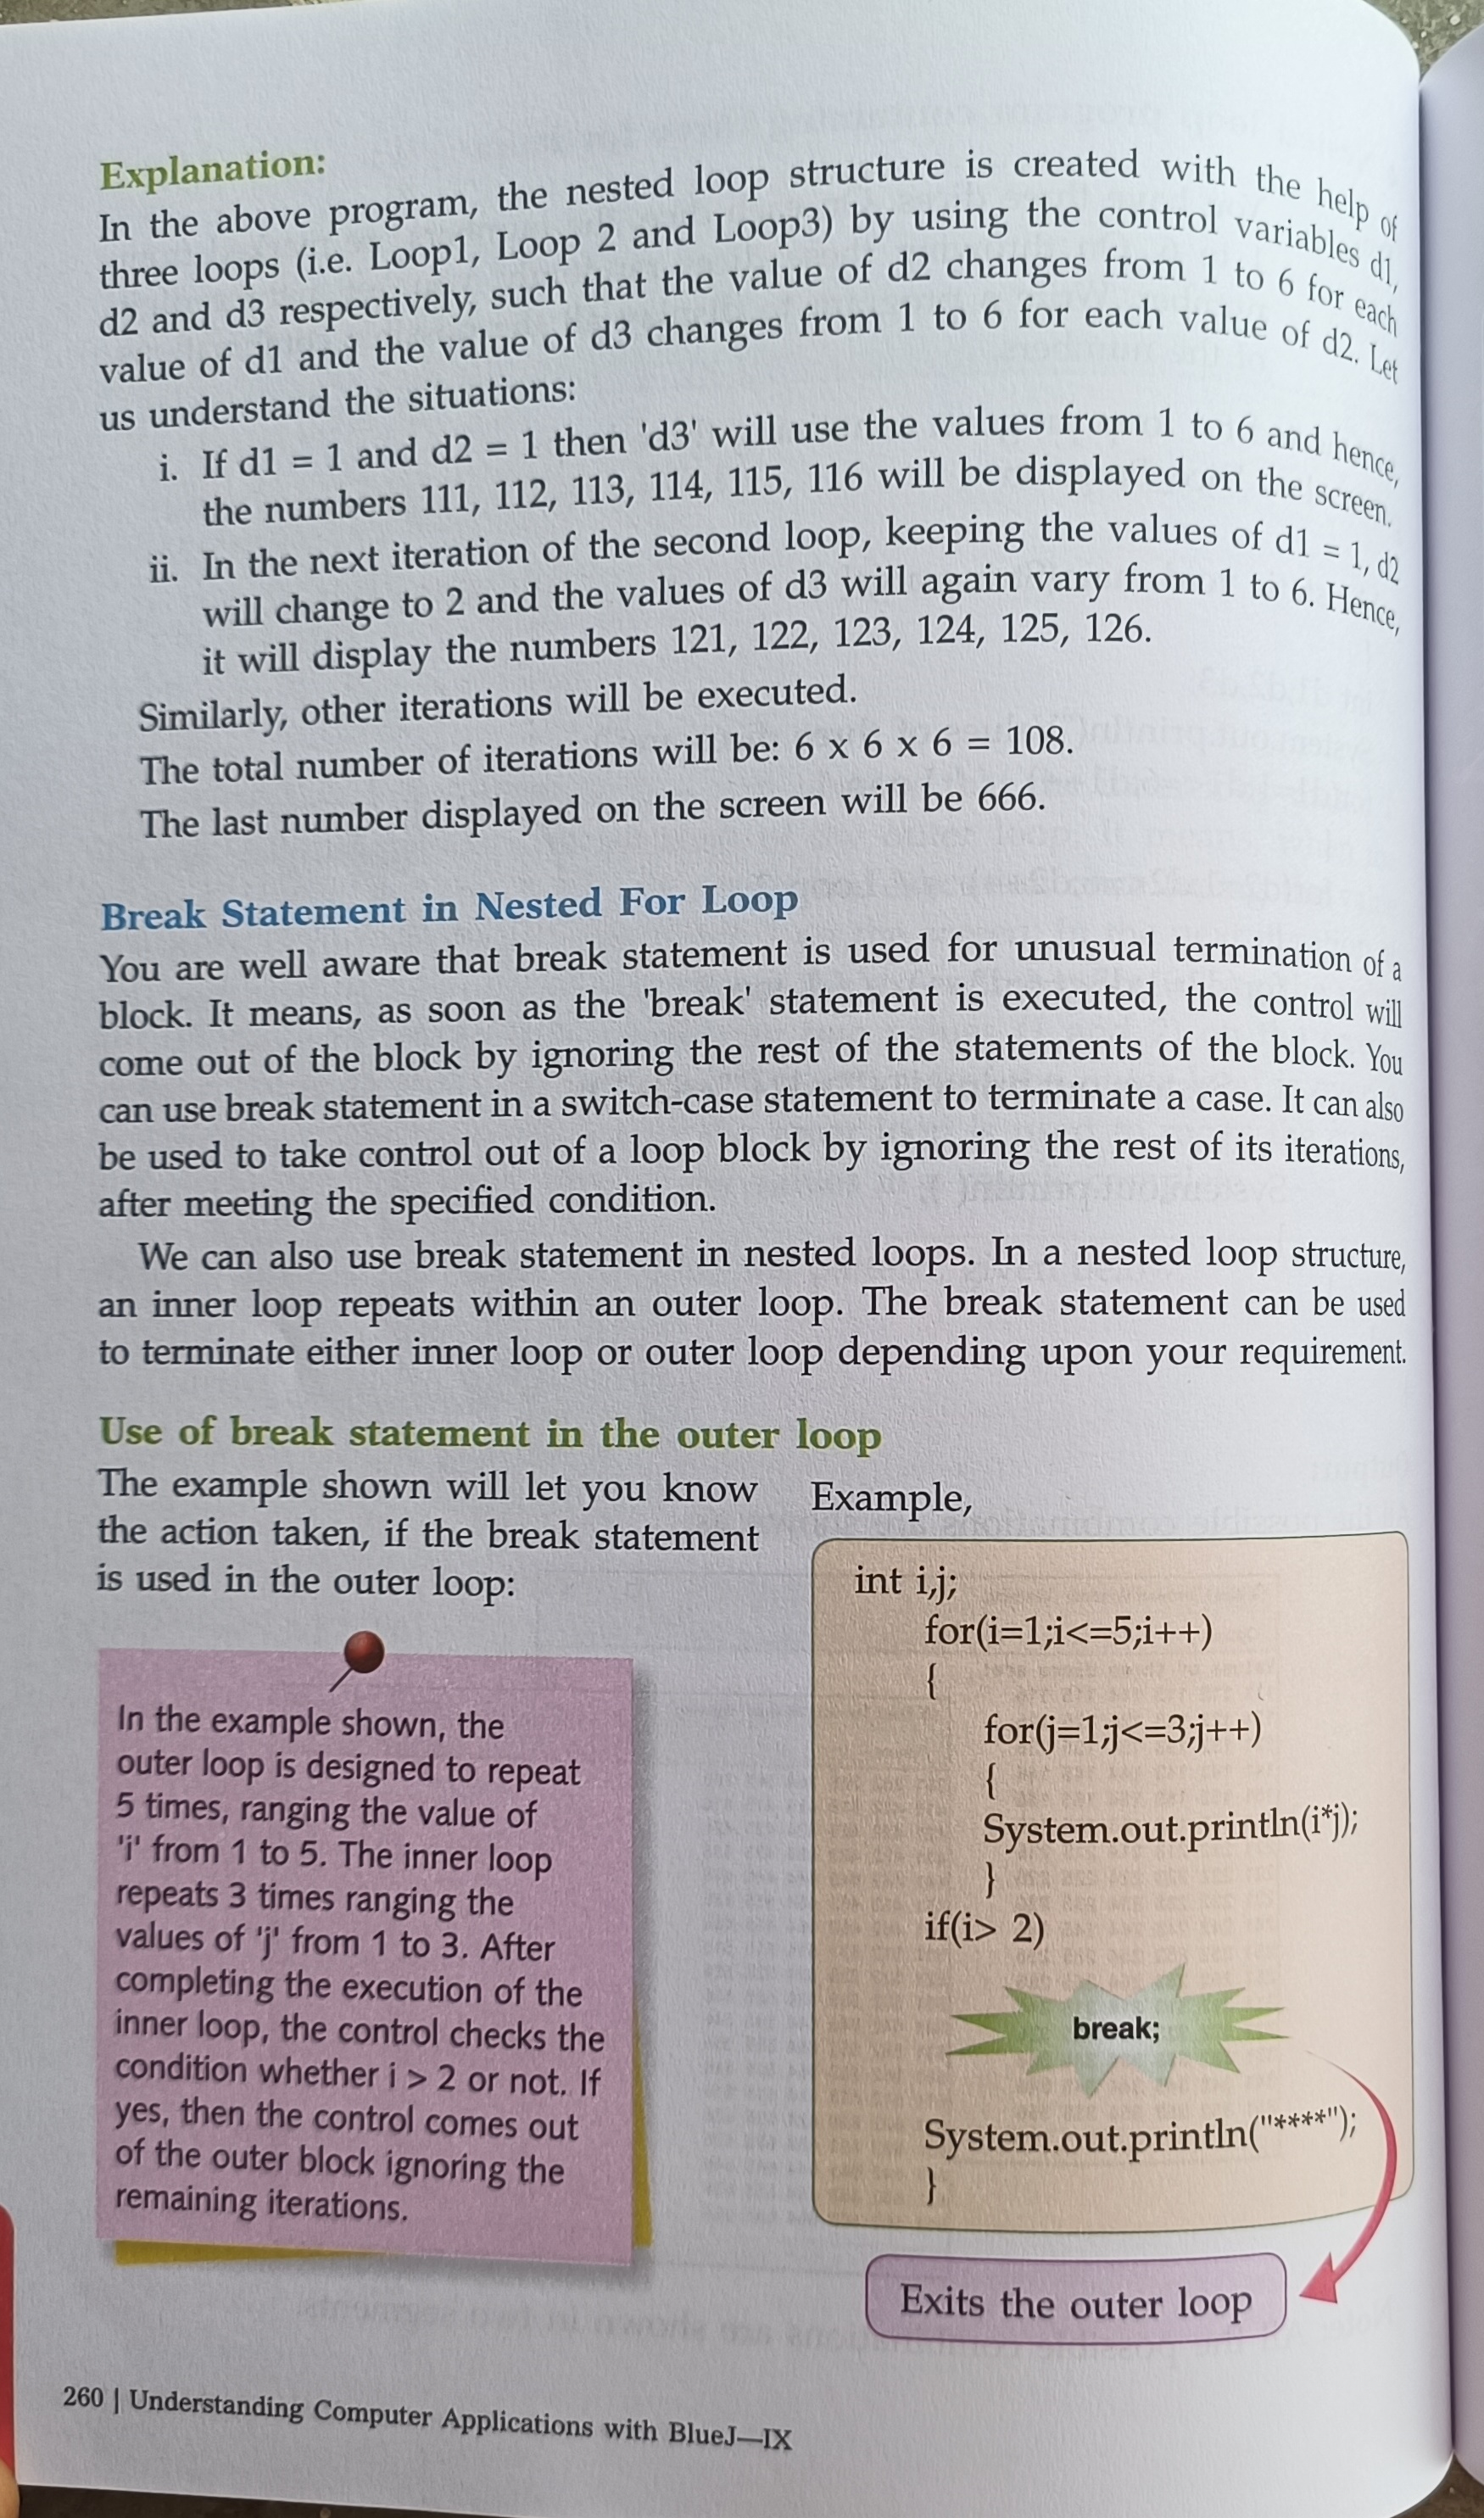 Explanation:
In the above program, the nested loop structure is created with the help of
three loops (i.e. Loop1, Loop 2 and Loop3) by using the control variables d1,
d2 and d3 respectively, such that the value of d2 changes from 1 to 6 for each
value of d1 and the value of d3 changes from 1 to 6 for each value of d2. Let
us understand the situations:
i. If d1 = 1 and d2 = 1 then 'd3' will use the values from 1 to 6 and hence,
the numbers 111, 112, 113, 114, 115, 116 will be displayed on the screen.
ii. In the next iteration of the second loop, keeping the values of d1 = 1, d2
will change to 2 and the values of d3 will again vary from 1 to 6. Hence,
it will display the numbers 121, 122, 123, 124, 125, 126.
Similarly, other iterations will be executed.
The total number of iterations will be: 6 x 6 x 6 = 108.
The last number displayed on the screen will be 666.
Break Statement in Nested For Loop
You are well aware that break statement is used for unusual termination of a
block. It means, as soon as the 'break' statement is executed, the control will
come out of the block by ignoring the rest of the statements of the block. You
can use break statement in a switch-case statement to terminate a case. It can also
be used to take control out of a loop block by ignoring the rest of its iterations,
after meeting the specified condition.
We can also use break statement in nested loops. In a nested loop structure,
an inner loop repeats within an outer loop. The break statement can be used
to terminate either inner loop or outer loop depending upon your requirement.
Use of break statement in the outer loop
The example shown will let you know
the action taken, if the break statement
is used in the outer loop:
In the example shown, the
outer loop is designed to repeat
5 times, ranging the value of
'i' from 1 to 5. The inner loop
repeats 3 times ranging the
values of 'j' from 1 to 3. After
completing the execution of the
inner loop, the control checks the
condition whether i > 2 or not. If
yes, then the control comes out
of the outer block ignoring the
remaining iterations.
Example,
int i,j;
for(i=1;i<=5;i++)
{
for(j=1;j<=3;j++)
{
System.out.println(i*j);
}
if(i> 2)
break;
System.out.println("****");
}
Exits the outer loop
260 | Understanding Computer Applications with BlueJ—IX